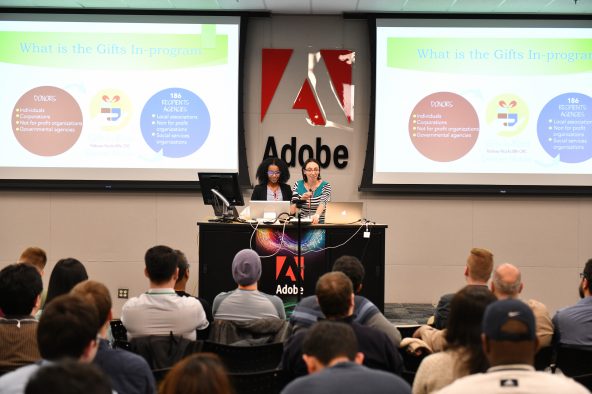 What is the Gifts In-program
DONORS
Individuals
Corporations
Not for profit organizations
Governmental agencies
186
RECIPIENTS
AGENCIES
Local associations
Non for profit
organizations
Social services
organizations
Adobe
Adobe
What is the Gifts In-program
DONORS
Individuals
Corporations
Not for profit organizations
Governmental agencies
186
RECIPIENTS
AGENCIES
Local associations
Non for profit
organizations
Social services
organizations